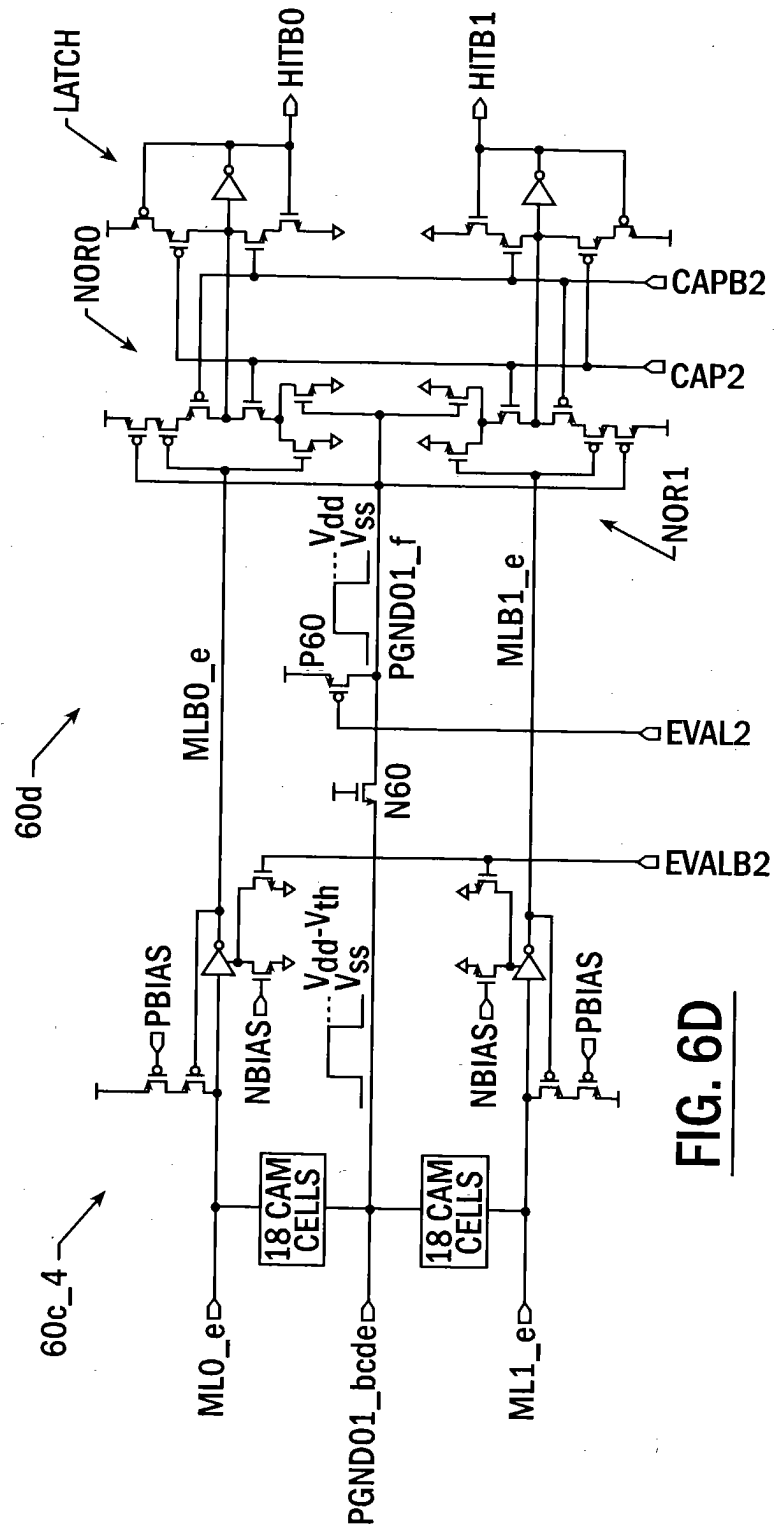 60c_4
60d
LATCH
NOR0
PBIAS
MLB0_e
HITB0
ML0_e
18 CAM
CELLS
NBIAS
Vdd-Vth
Vss
P60
Vdd
Vss
PGND01_bcde
N60
PGND01_f
18 CAM
CELLS
NBIAS
MLB1_e
ML1_e
PBIAS
HITB1
NOR1
EVALB2
EVAL2
CAP2
CAPB2
FIG. 6D